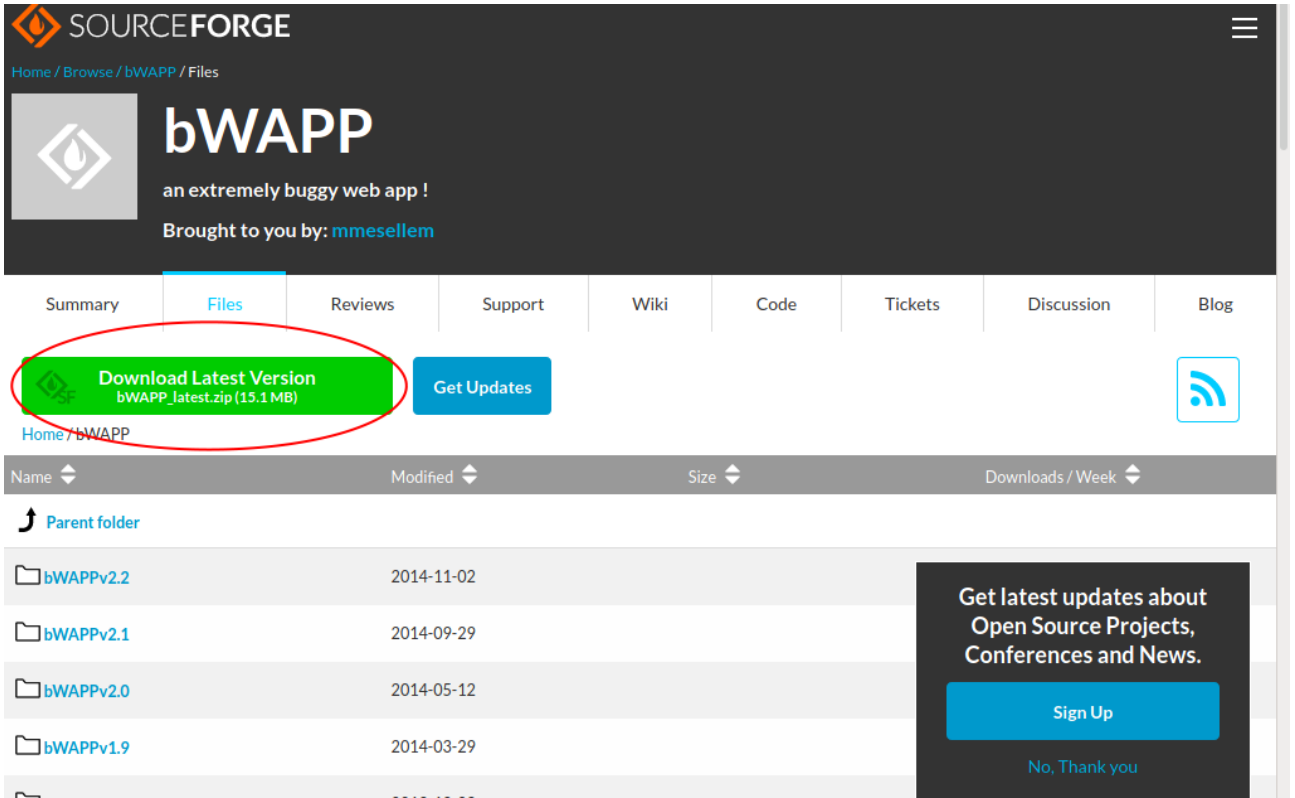 SOURCEFORGE
Home / Browse / bWAPP / Files
bWAPP
an extremely buggy web app !
Brought to you by: mmesellem
Summary Files Reviews Support Wiki Code Tickets Discussion Blog
Download Latest Version
bWAPP_latest.zip (15.1 MB)
SF
Get Updates
Home / bWAPP
Name Modified Size Downloads / Week
Parent folder
bWAPPv2.2 2014-11-02
bWAPPv2.1 2014-09-29
bWAPPv2.0 2014-05-12
bWAPPv1.9 2014-03-29
Get latest updates about
Open Source Projects,
Conferences and News.
Sign Up
No, Thank you